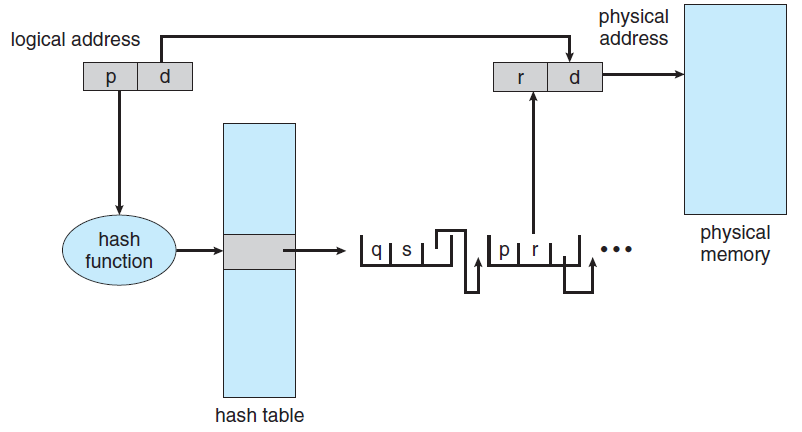 logical address
physical
address
p d
r d
hash
function
q s
p r
•••
physical
memory
hash table